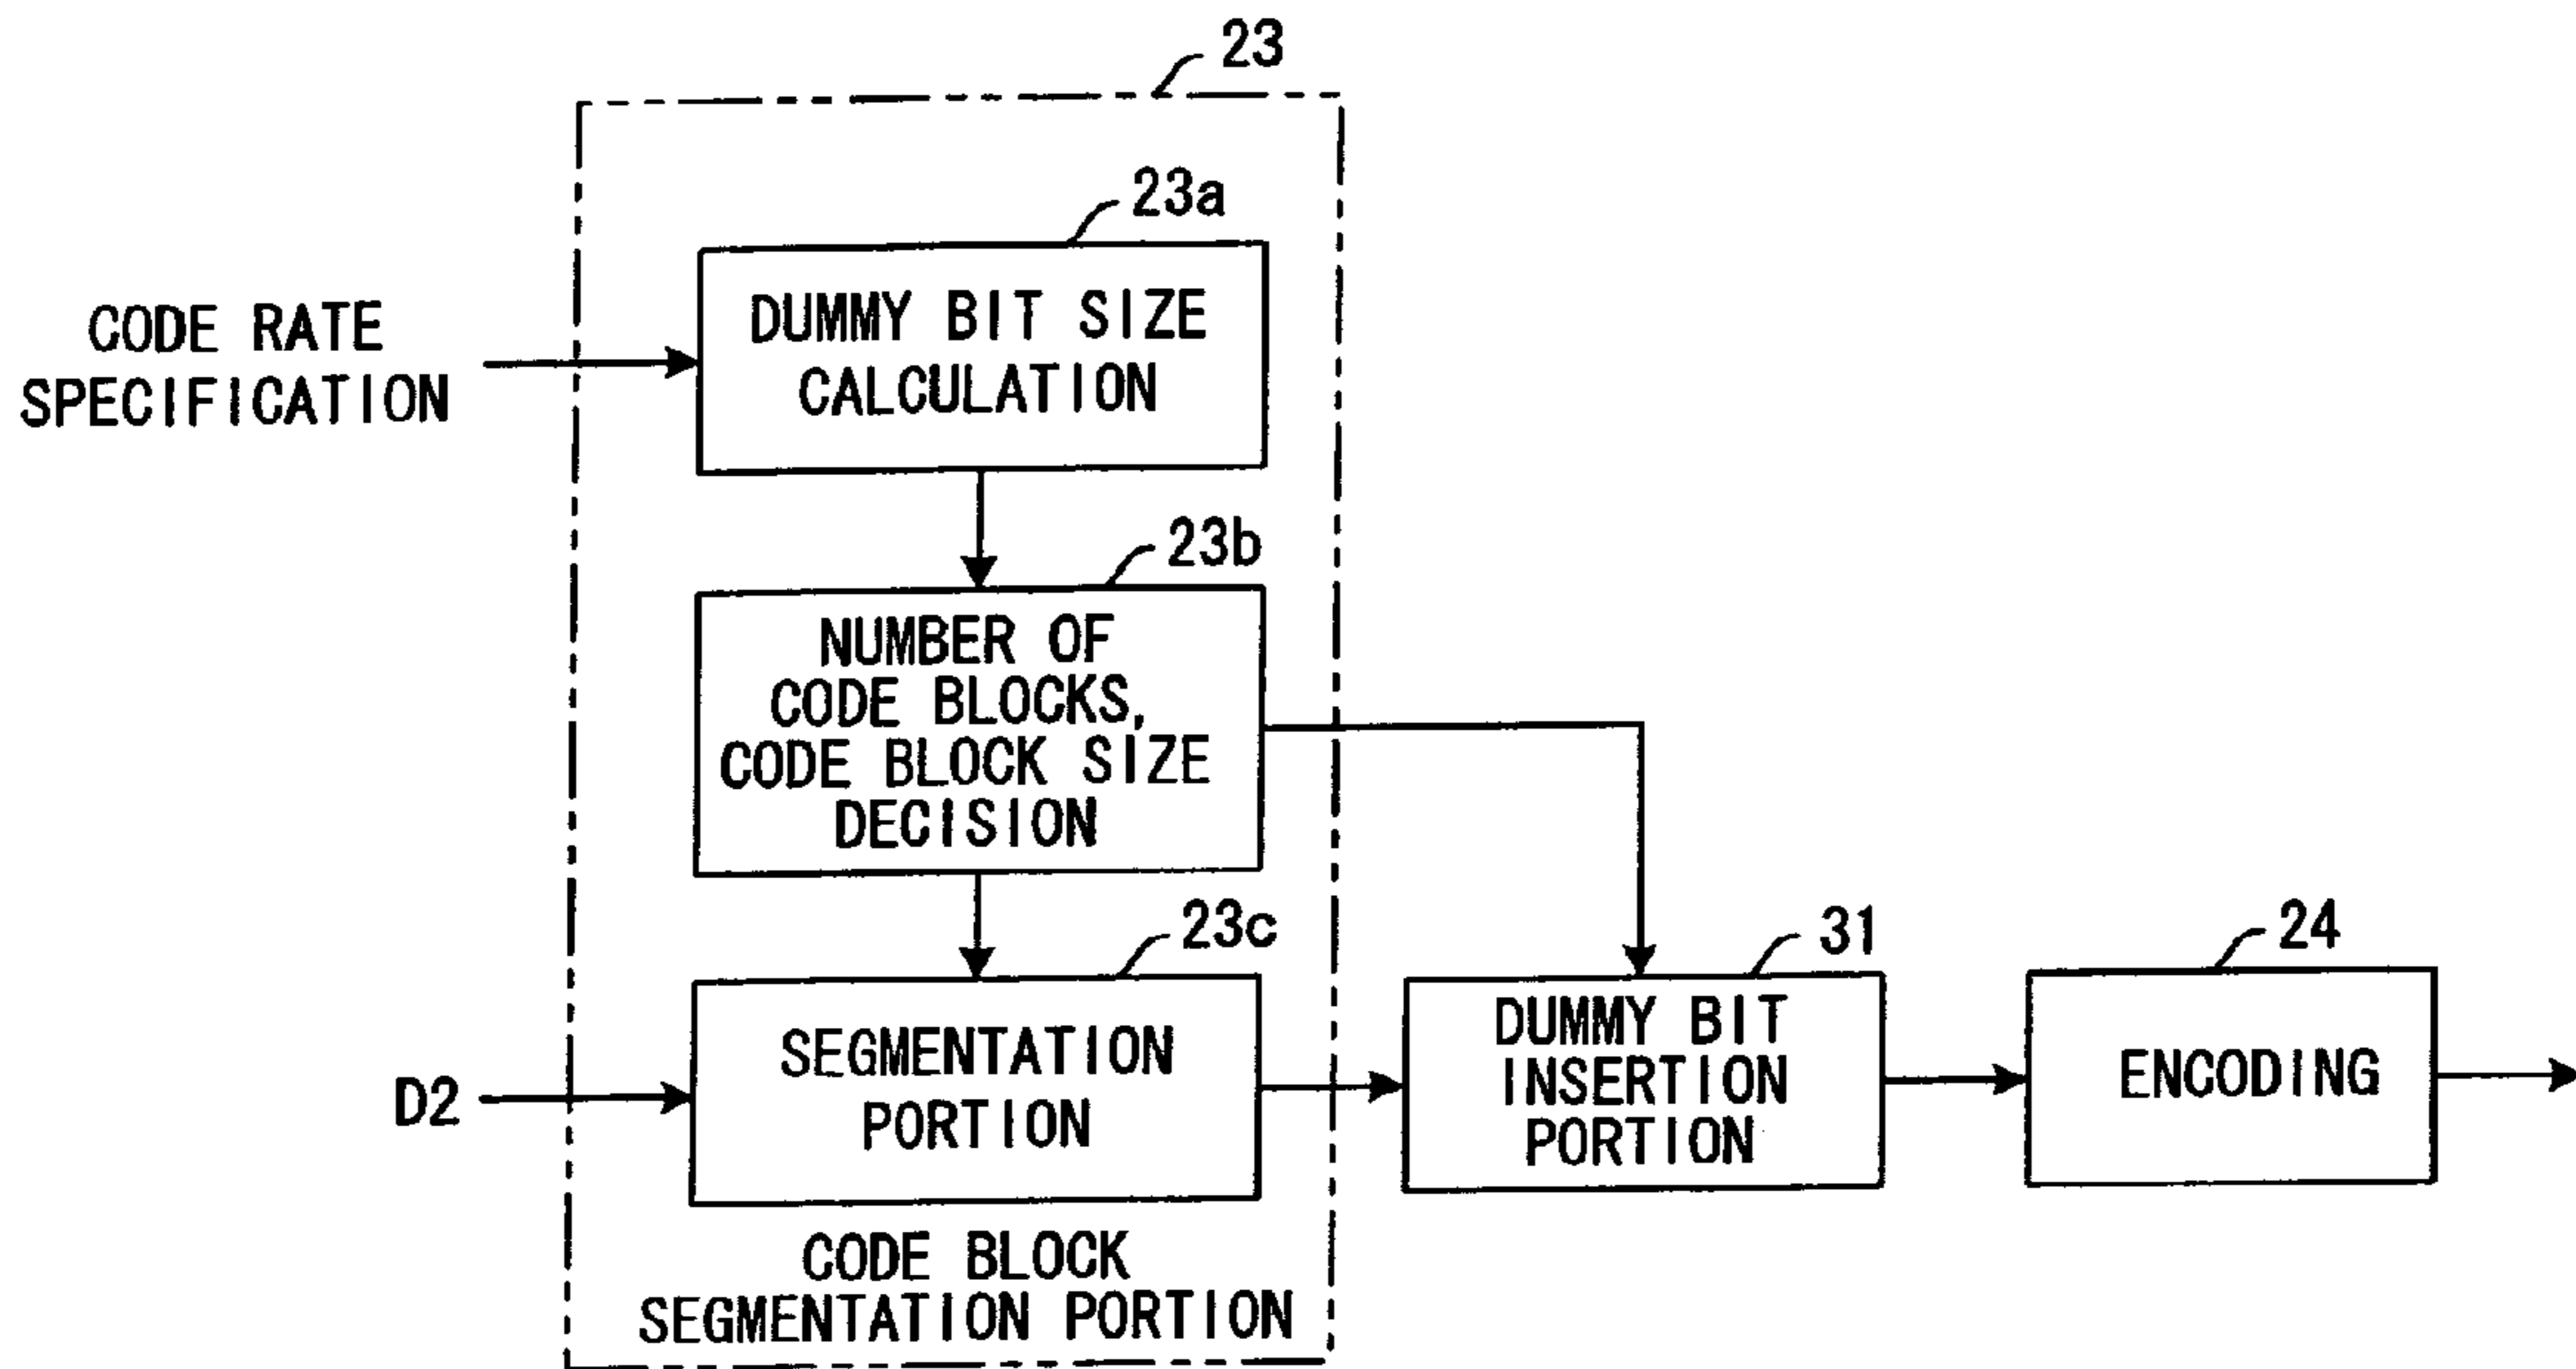 23
23a
CODE RATE
SPECIFICATION
DUMMY BIT SIZE
CALCULATION
23b
NUMBER OF
CODE BLOCKS,
CODE BLOCK SIZE
DECISION
23c
31
24
D2
SEGMENTATION
PORTION
DUMMY BIT
INSERTION
PORTION
ENCODING
CODE BLOCK
SEGMENTATION PORTION